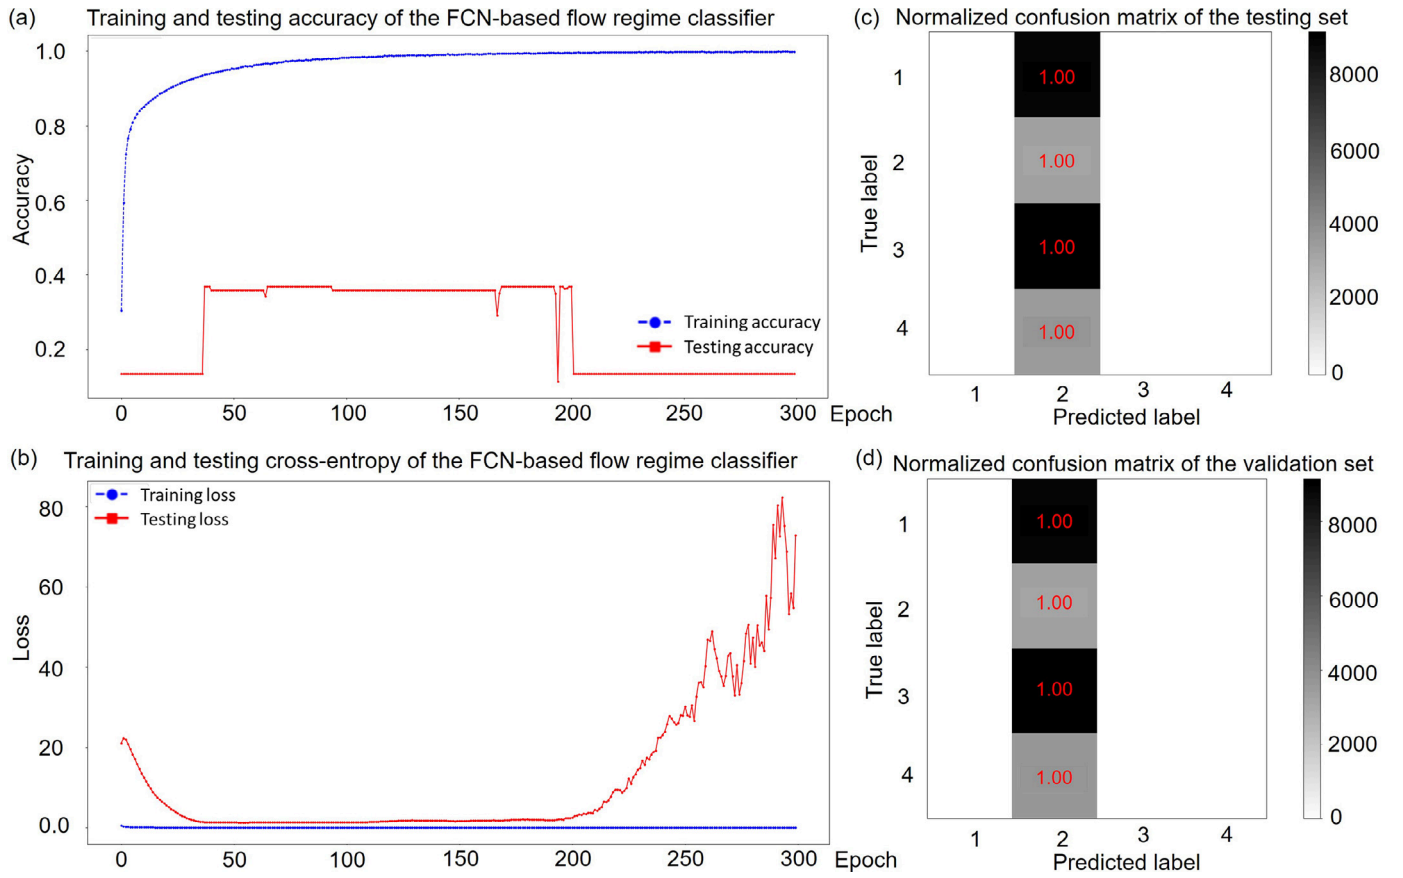 (a) Training and testing accuracy of the FCN-based flow regime classifier
1.0
0.8
0.6
0.4
0.2
Accuracy
Training accuracy
Testing accuracy
0 50 100 150 200 250 300 Epoch
(b) Training and testing cross-entropy of the FCN-based flow regime classifier
Training loss
Testing loss
80
60
40
20
0.0
Loss
0 50 100 150 200 250 300 Epoch
(c) Normalized confusion matrix of the testing set
True label
1 1.00
2 1.00
3 1.00
4 1.00
1 2 3 4
Predicted label
8000
6000
4000
2000
0
(d) Normalized confusion matrix of the validation set
True label
1 1.00
2 1.00
3 1.00
4 1.00
1 2 3 4
Predicted label
8000
6000
4000
2000
0